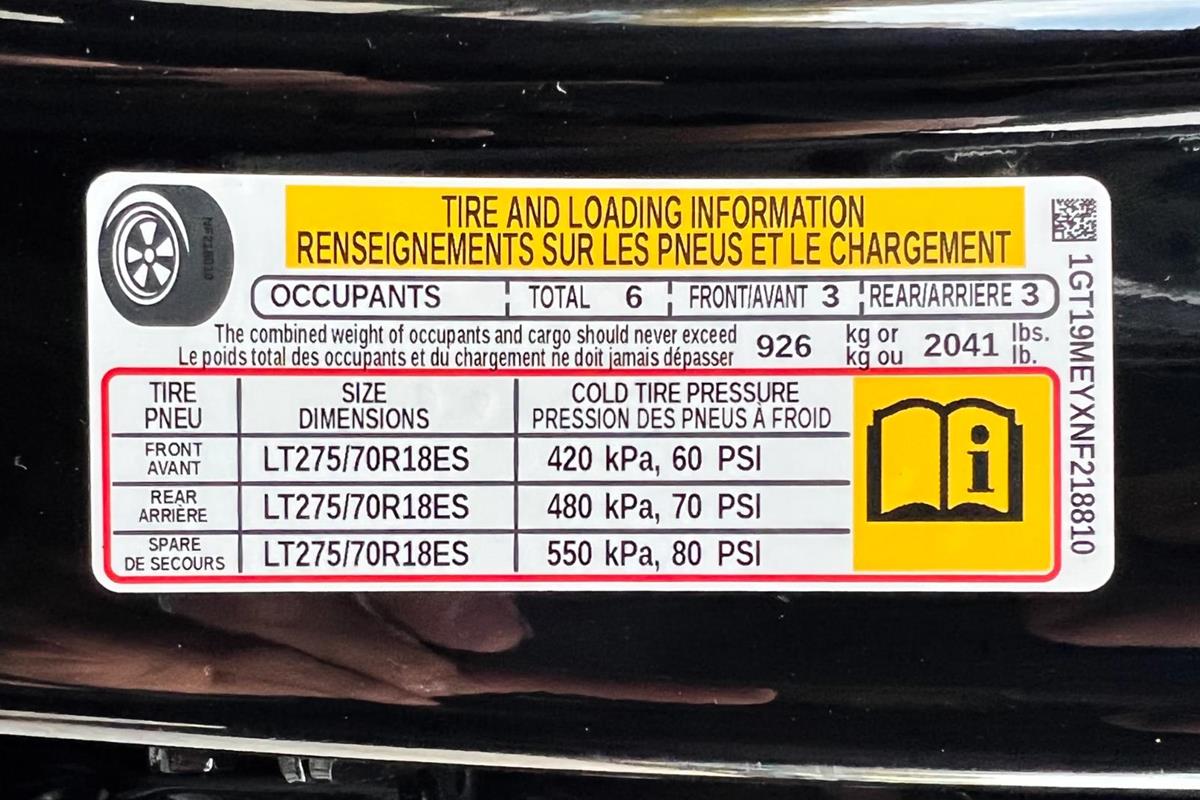 TIRE AND LOADING INFORMATION
RENSEIGNEMENTS SUR LES PNEUS ET LE CHARGEMENT
OCCUPANTS TOTAL 6 FRONT/AVANT 3 REAR/ARRIERE 3
The combined weight of occupants and cargo should never exceed 926 kg or 2041 lbs.
Le poids total des occupants et du chargement ne doit jamais dépasser kg ou lb.
TIRE SIZE COLD TIRE PRESSURE
PNEU DIMENSIONS PRESSION DES PNEUS À FROID
FRONT
AVANT LT275/70R18ES 420 kPa, 60 PSI
REAR
ARRIÈRE LT275/70R18ES 480 kPa, 70 PSI
SPARE
DE SECOURS LT275/70R18ES 550 kPa, 80 PSI
i
1GT19MEYXNF218810